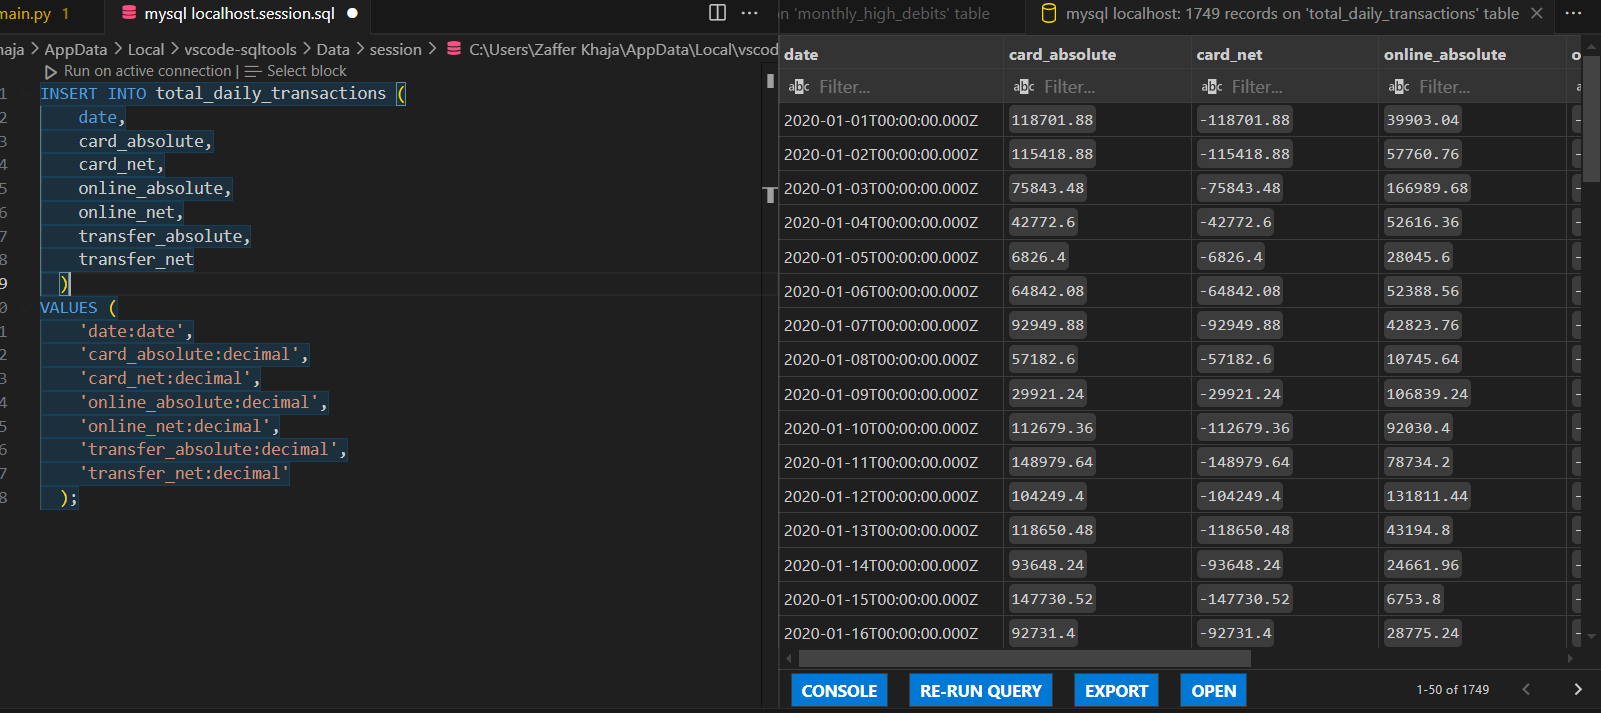 main.py 1
mysql localhost.session.sql
on 'monthly_high_debits' table
mysql localhost: 1749 records on 'total_daily_transactions' table
haja > AppData > Local > vscode-sqltools > Data > session > C:\Users\Zaffer Khaja\AppData\Local\vscod
Run on active connection | Select block
1 INSERT INTO total_daily_transactions (
2 date,
3 card_absolute,
4 card_net,
5 online_absolute,
6 online_net,
7 transfer_absolute,
8 transfer_net
9 )
0 VALUES (
1 'date:date',
2 'card_absolute:decimal',
3 'card_net:decimal',
4 'online_absolute:decimal',
5 'online_net:decimal',
6 'transfer_absolute:decimal',
7 'transfer_net:decimal'
8 );
date card_absolute card_net online_absolute o
abc Filter... abc Filter... abc Filter... abc Filter...
2020-01-01T00:00:00.000Z 118701.88 -118701.88 39903.04 -
2020-01-02T00:00:00.000Z 115418.88 -115418.88 57760.76 -
2020-01-03T00:00:00.000Z 75843.48 -75843.48 166989.68 -
2020-01-04T00:00:00.000Z 42772.6 -42772.6 52616.36 -
2020-01-05T00:00:00.000Z 6826.4 -6826.4 28045.6 -
2020-01-06T00:00:00.000Z 64842.08 -64842.08 52388.56 -
2020-01-07T00:00:00.000Z 92949.88 -92949.88 42823.76 -
2020-01-08T00:00:00.000Z 57182.6 -57182.6 10745.64 -
2020-01-09T00:00:00.000Z 29921.24 -29921.24 106839.24 -
2020-01-10T00:00:00.000Z 112679.36 -112679.36 92030.4 -
2020-01-11T00:00:00.000Z 148979.64 -148979.64 78734.2 -
2020-01-12T00:00:00.000Z 104249.4 -104249.4 131811.44 -
2020-01-13T00:00:00.000Z 118650.48 -118650.48 43194.8 -
2020-01-14T00:00:00.000Z 93648.24 -93648.24 24661.96 -
2020-01-15T00:00:00.000Z 147730.52 -147730.52 6753.8 -
2020-01-16T00:00:00.000Z 92731.4 -92731.4 28775.24 -
CONSOLE RE-RUN QUERY EXPORT OPEN 1-50 of 1749